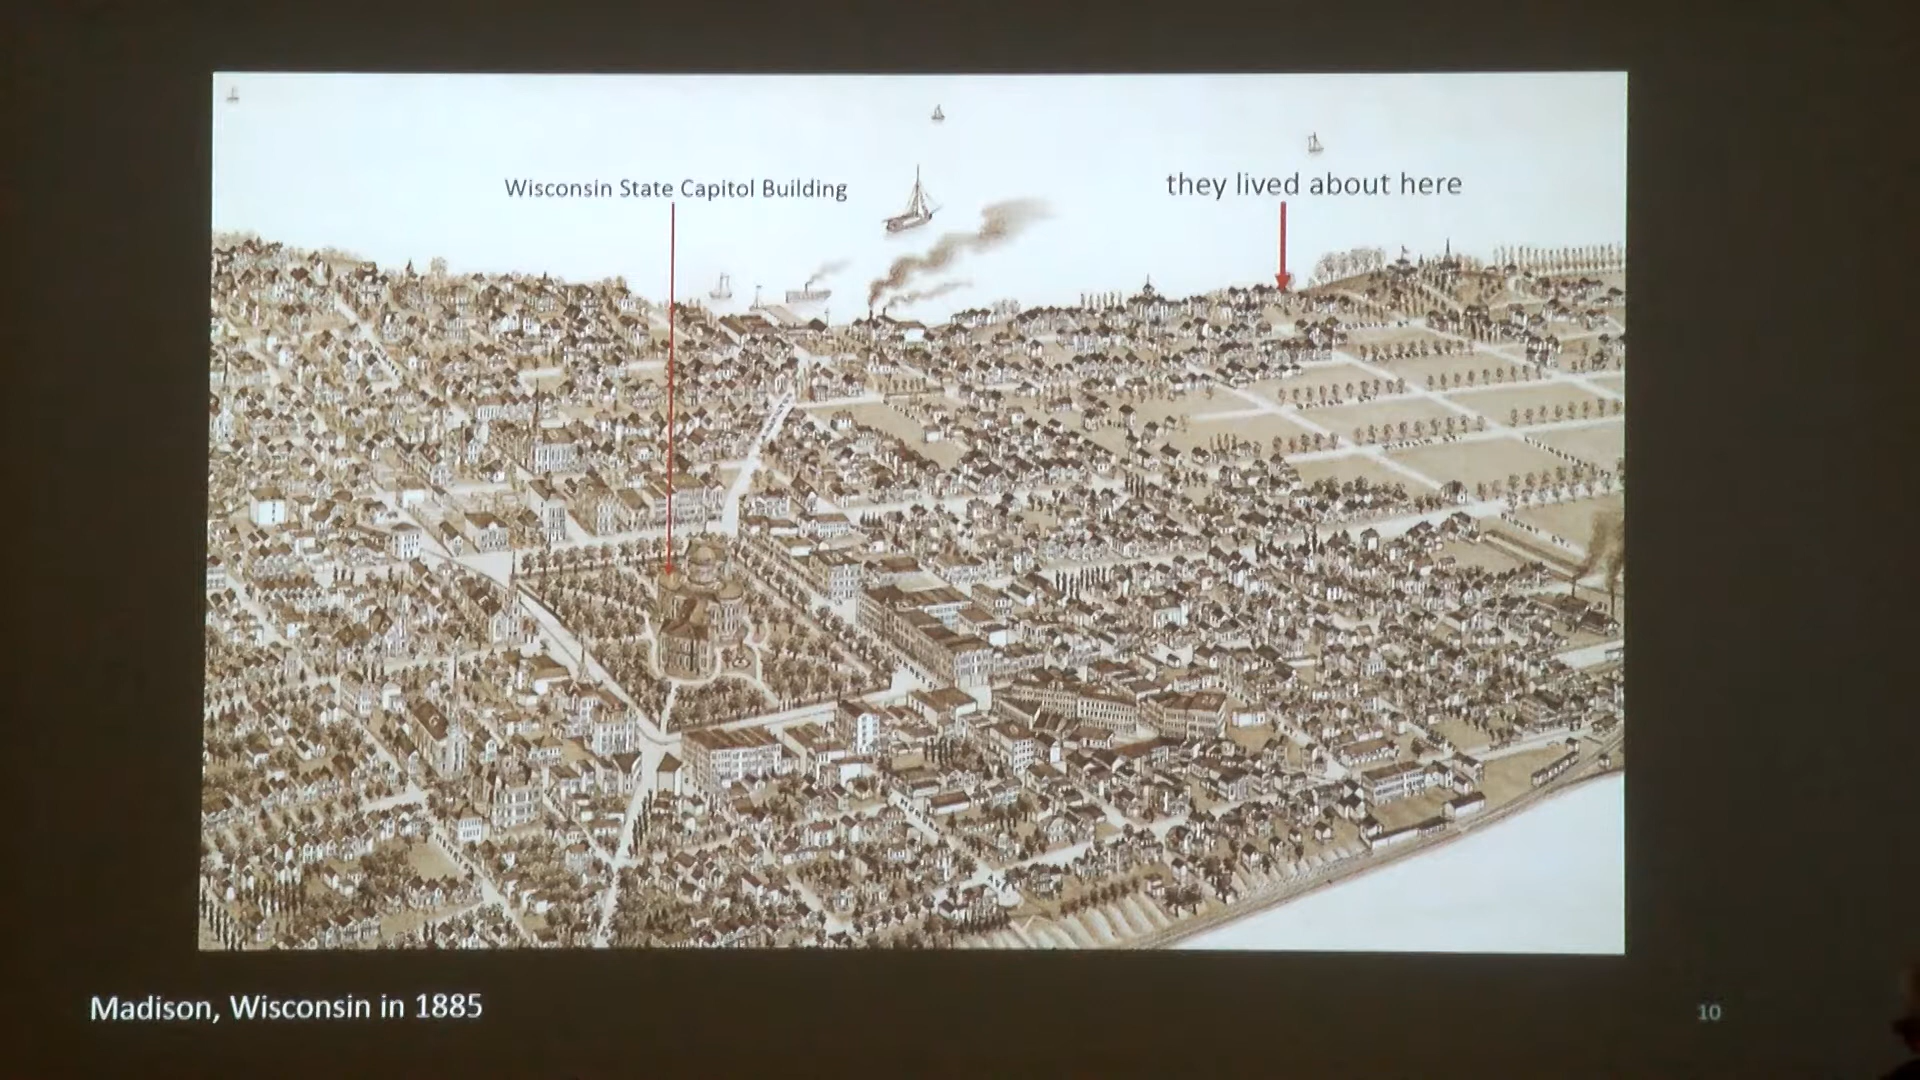 Wisconsin State Capitol Building
they lived about here
Madison, Wisconsin in 1885
10